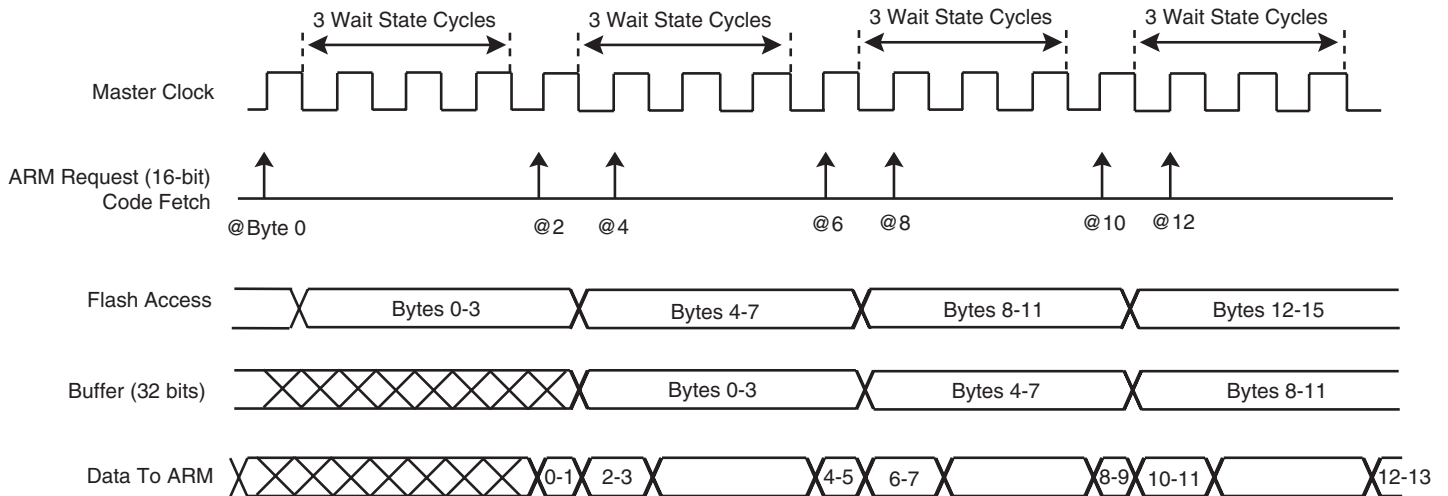 3 Wait State Cycles 3 Wait State Cycles 3 Wait State Cycles 3 Wait State Cycles
Master Clock
ARM Request (16-bit)
Code Fetch
@Byte 0 @2 @4 @6 @8 @10 @12
Flash Access Bytes 0-3 Bytes 4-7 Bytes 8-11 Bytes 12-15
Buffer (32 bits) Bytes 0-3 Bytes 4-7 Bytes 8-11
Data To ARM 0-1 2-3 4-5 6-7 8-9 10-11 12-13